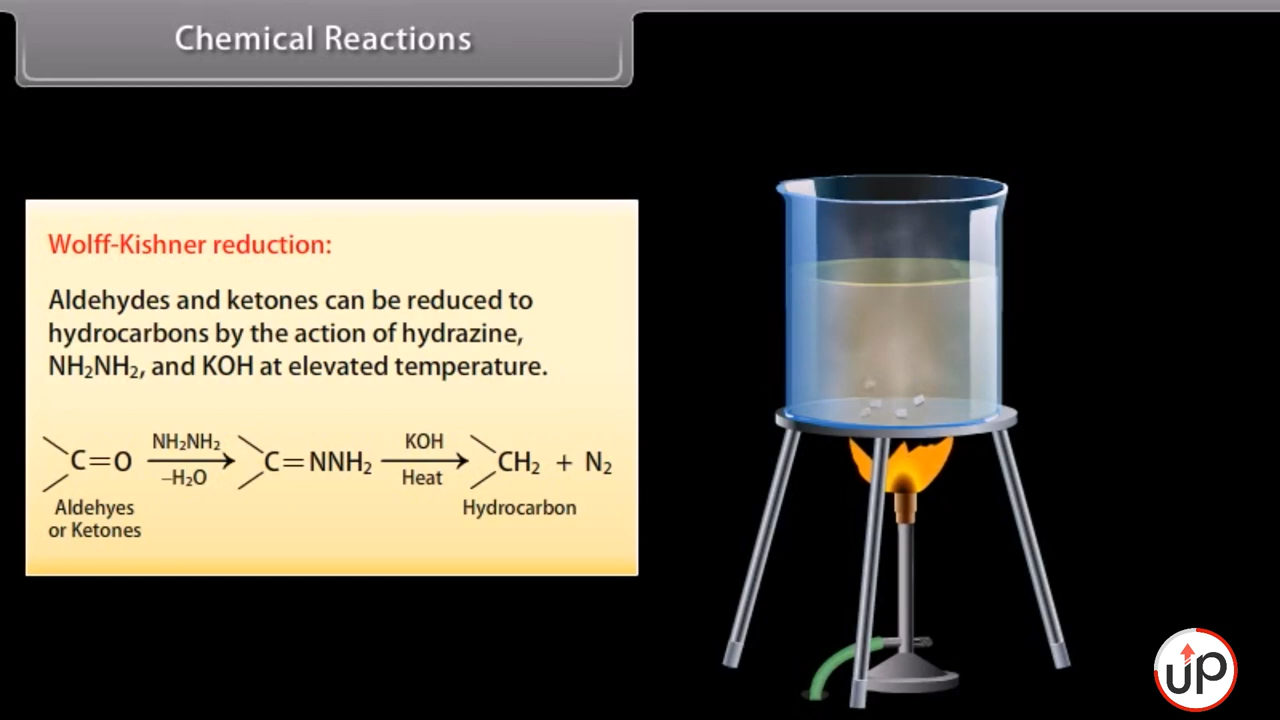 Chemical Reactions
Wolff-Kishner reduction:
Aldehydes and ketones can be reduced to
hydrocarbons by the action of hydrazine,
NH₂NH₂, and KOH at elevated temperature.
NH₂NH₂ KOH
C=O C=NNH₂ CH₂ + N₂
–H₂O Heat
Aldehyes Hydrocarbon
or Ketones
UP